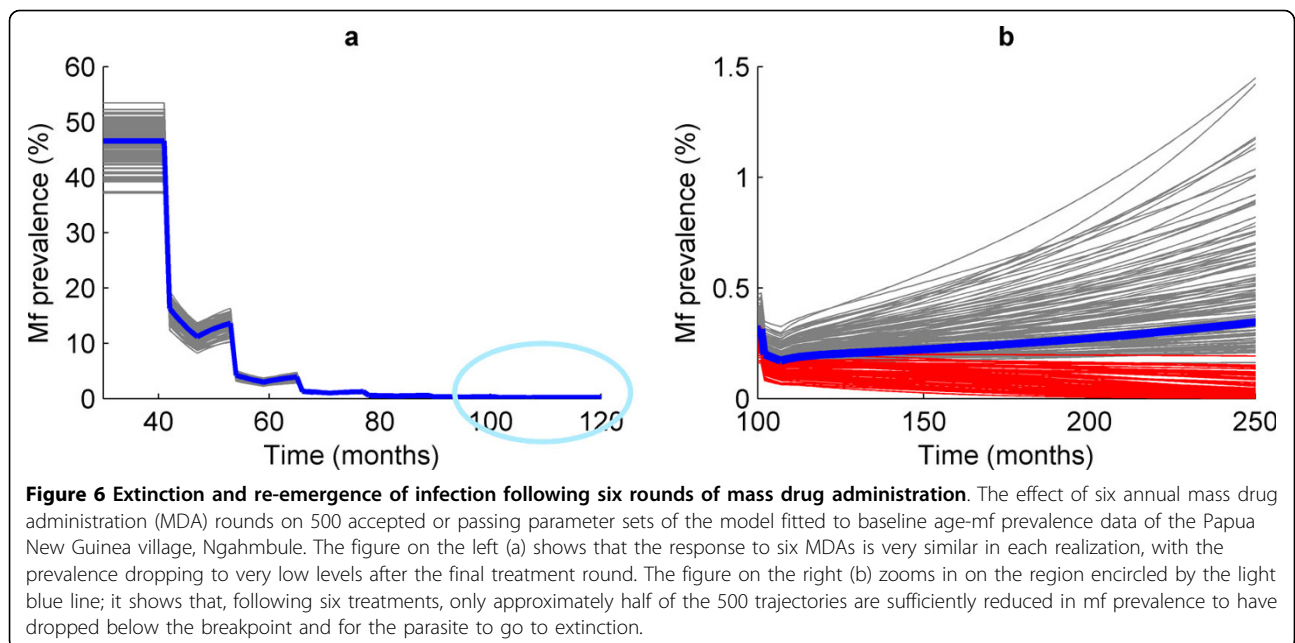 a
b
60
50
40
30
20
10
0
Mf prevalence (%)
40
60
80
100
120
Time (months)
1.5
1
0.5
0
Mf prevalence (%)
100
150
200
250
Time (months)
Figure 6 Extinction and re-emergence of infection following six rounds of mass drug administration. The effect of six annual mass drug
administration (MDA) rounds on 500 accepted or passing parameter sets of the model fitted to baseline age-mf prevalence data of the Papua
New Guinea village, Ngahmbule. The figure on the left (a) shows that the response to six MDAs is very similar in each realization, with the
prevalence dropping to very low levels after the final treatment round. The figure on the right (b) zooms in on the region encircled by the light
blue line; it shows that, following six treatments, only approximately half of the 500 trajectories are sufficiently reduced in mf prevalence to have
dropped below the breakpoint and for the parasite to go to extinction.